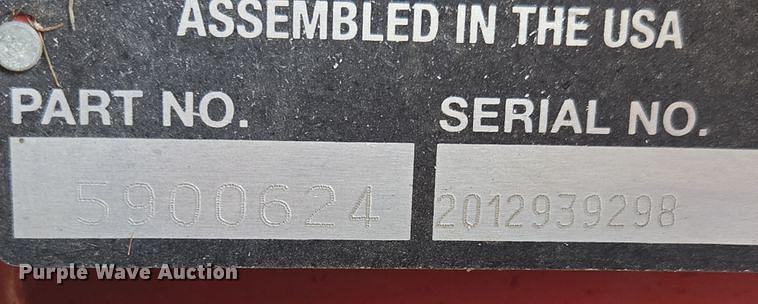 ASSEMBLED IN THE USA
PART NO. SERIAL NO.
5900624 2012939298
Purple Wave Auction